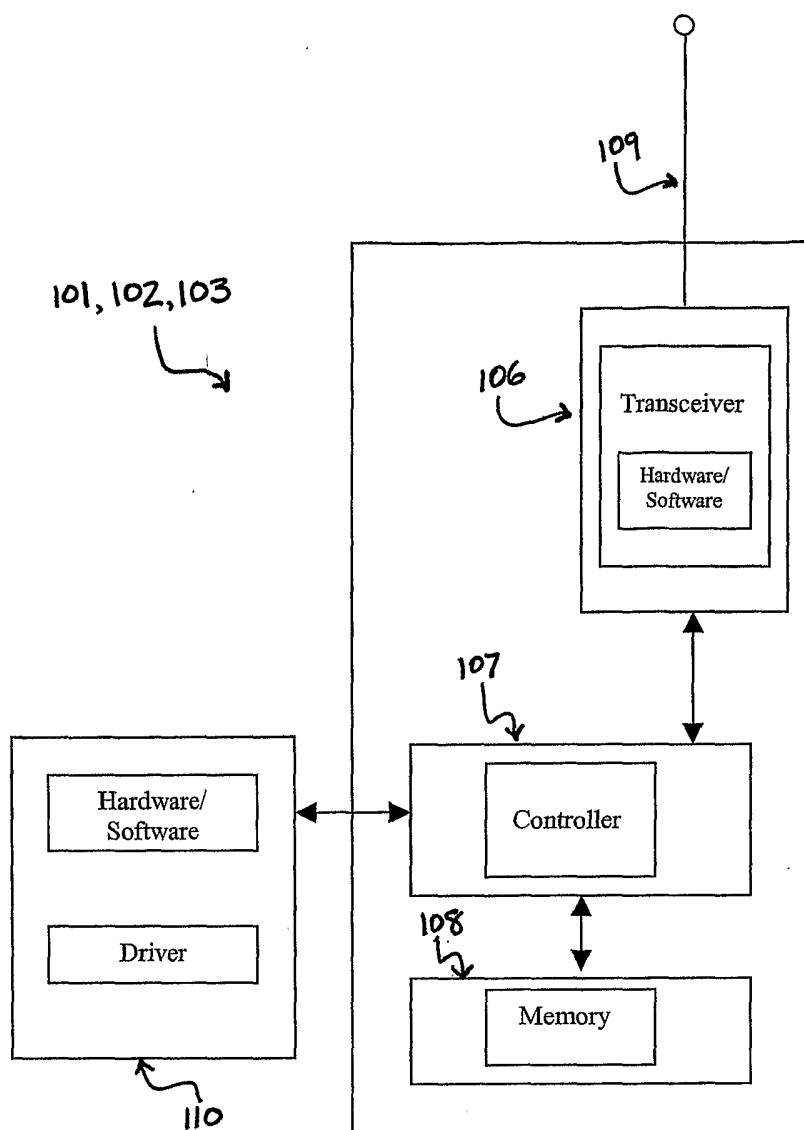 109
101, 102, 103
106
Transceiver
Hardware/
Software
107
Hardware/
Software
Controller
Driver
108
Memory
110